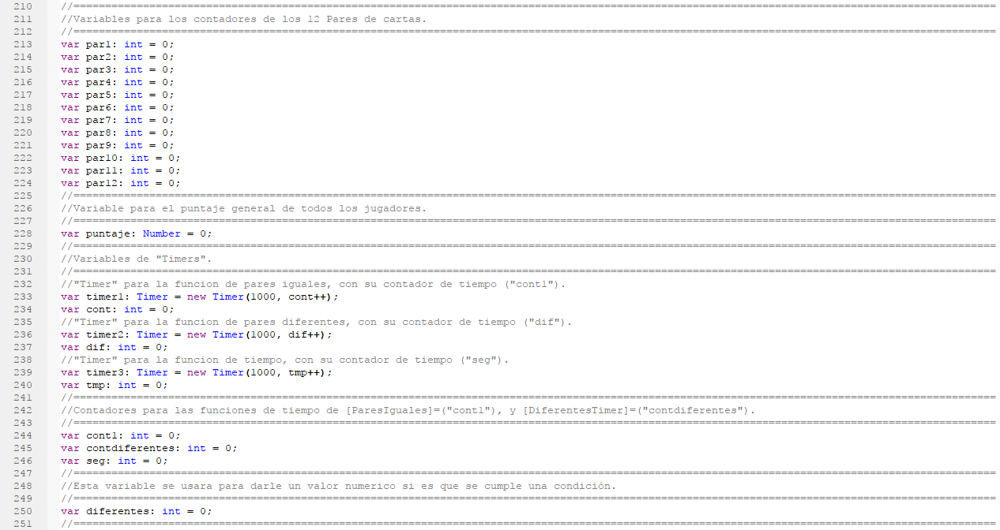 210 //==================================================
211 //Variables para los contadores de los 12 Pares de cartas.
212 //==================================================
213 var par1: int = 0;
214 var par2: int = 0;
215 var par3: int = 0;
216 var par4: int = 0;
217 var par5: int = 0;
218 var par6: int = 0;
219 var par7: int = 0;
220 var par8: int = 0;
221 var par9: int = 0;
222 var par10: int = 0;
223 var par11: int = 0;
224 var par12: int = 0;
225 //==================================================
226 //Variable para el puntaje general de todos los jugadores.
227 //==================================================
228 var puntaje: Number = 0;
229 //==================================================
230 //Variables de "Timers".
231 //==================================================
232 //"Timer" para la funcion de pares iguales, con su contador de tiempo ("cont1").
233 var timer1: Timer = new Timer(1000, cont++);
234 var cont: int = 0;
235 //"Timer" para la funcion de pares diferentes, con su contador de tiempo ("dif").
236 var timer2: Timer = new Timer(1000, dif++);
237 var dif: int = 0;
238 //"Timer" para la funcion de tiempo, con su contador de tiempo ("seg").
239 var timer3: Timer = new Timer(1000, tmp++);
240 var tmp: int = 0;
241 //==================================================
242 //Contadores para las funciones de tiempo de [ParesIguales]=("cont1"), y [DiferentesTimer]=("contdiferentes").
243 //==================================================
244 var cont1: int = 0;
245 var contdiferentes: int = 0;
246 var seg: int = 0;
247 //==================================================
248 //Esta variable se usara para darle un valor numerico si es que se cumple una condición.
249 //==================================================
250 var diferentes: int = 0;
251 //==================================================